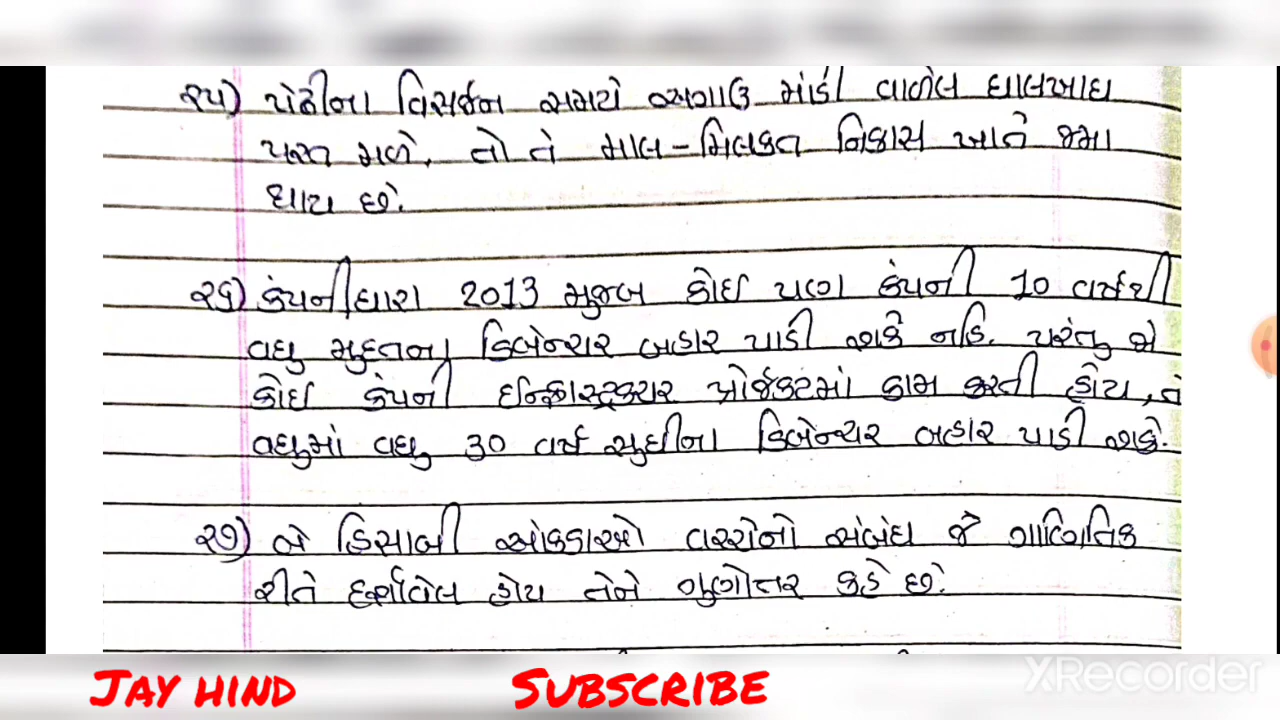 ૨૫) પેઢીના વિસર્જન સમયે અગાઉ માંડી વાળેલ ઘાલખાધ
પરત મળે, તો તે માલ-મિલકત નિકાસ ખાતે જમા
થાય છે.
૨૬) કંપનીધારા 2013 મુજબ કોઈ પણ કંપની 10 વર્ષથી
વધુ મુદતના ડિબેન્ચર બહાર પાડી શકે નહિ. પરંતુ જો
કોઈ કંપની ઈન્ફ્રાસ્ટ્રક્ચર પ્રોજેક્ટમાં કામ કરતી હોય, તે
વધુમાં વધુ 30 વર્ષ સુધીના ડિબેન્ચર બહાર પાડી શકે.
૨૭) બે હિસાબી આંકડાઓ વચ્ચેનો સંબંધ જે ગાણિતિક
રીતે દર્શાવેલ હોય તેને ગુણોત્તર કહે છે.
JAY HIND SUBSCRIBE
XRecorder